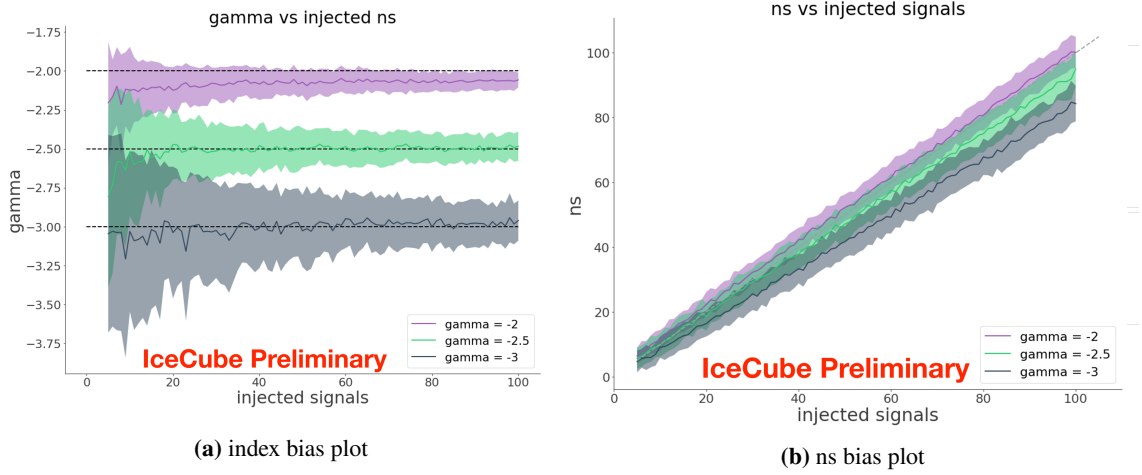 gamma vs injected ns
−1.75
−2.00
−2.25
−2.50
−2.75
−3.00
−3.25
−3.50
−3.75
gamma
0
20
40
60
80
100
injected signals
gamma = -2
gamma = -2.5
gamma = -3
IceCube Preliminary
(a) index bias plot
ns vs injected signals
100
80
60
40
20
0
ns
0
20
40
60
80
100
injected signals
gamma = -2
gamma = -2.5
gamma = -3
IceCube Preliminary
(b) ns bias plot